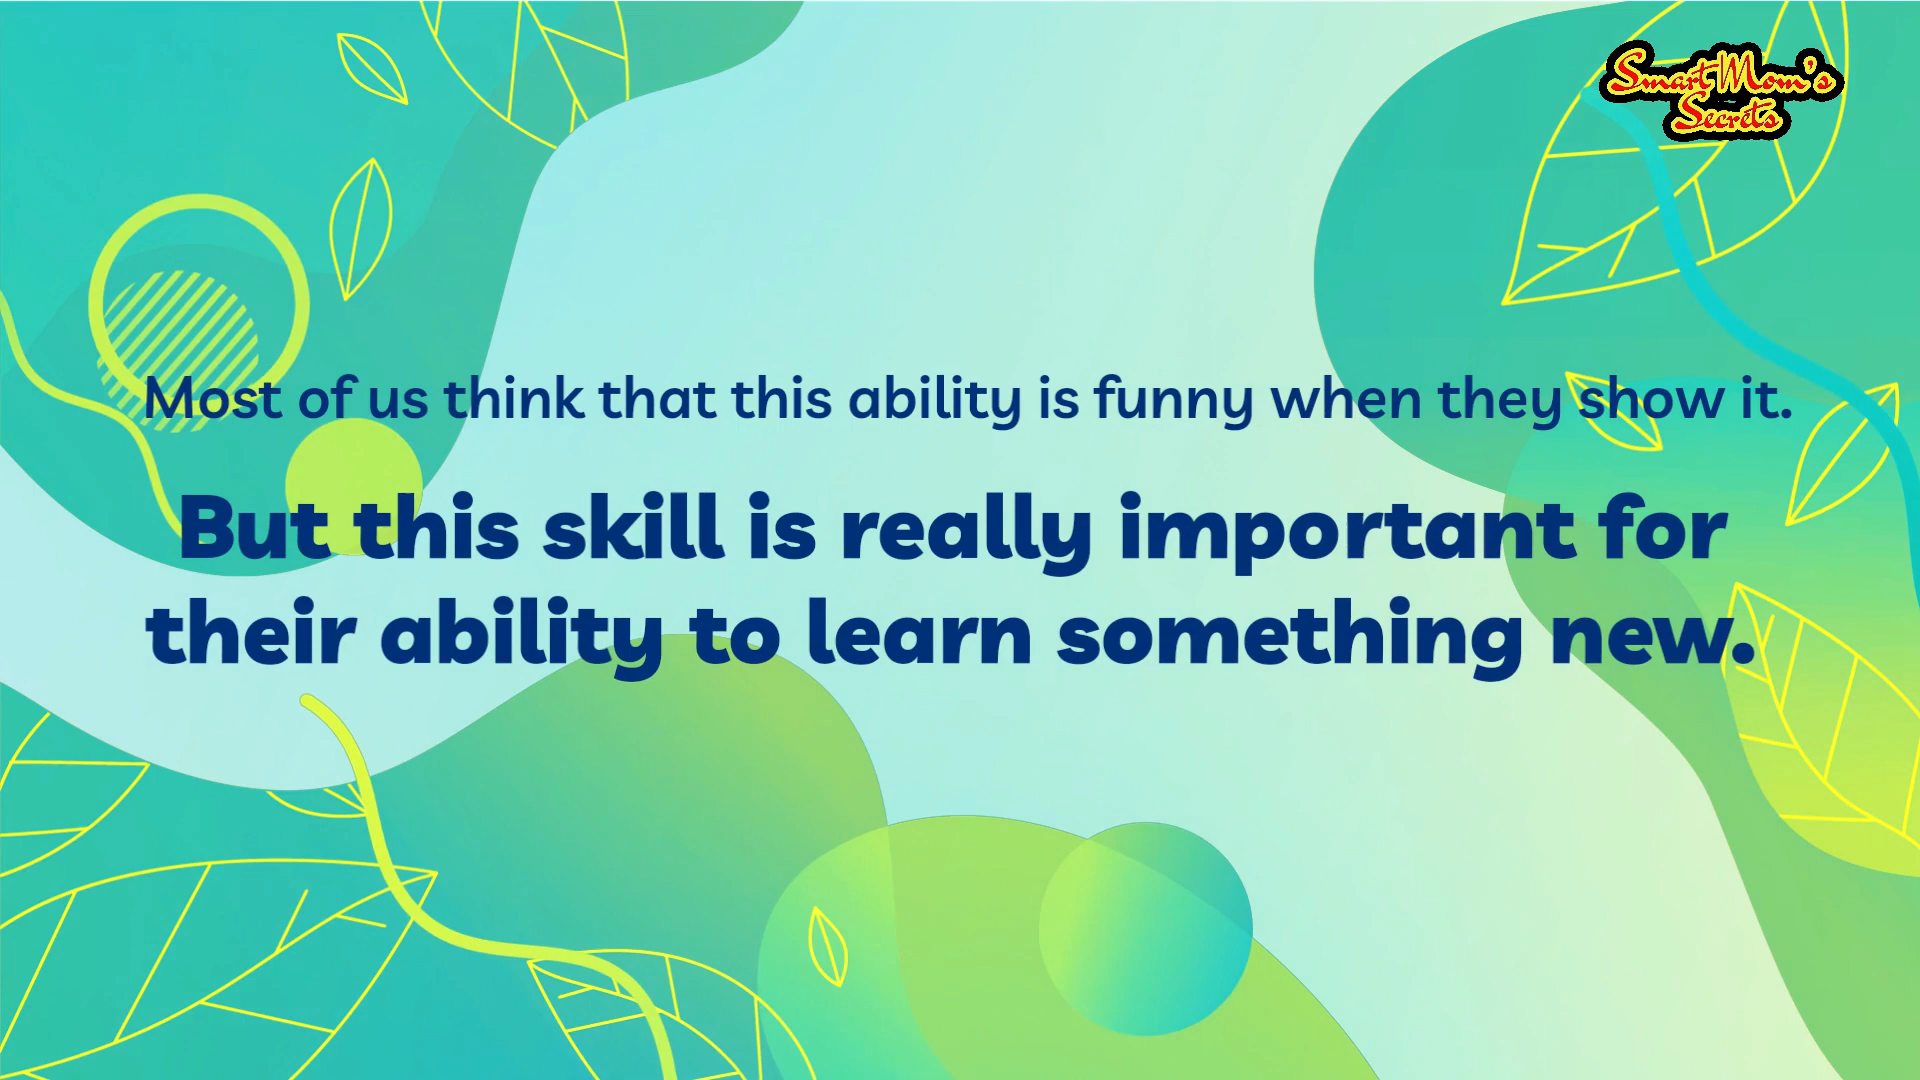 Smart Mom's
Secrets
Most of us think that this ability is funny when they show it.
But this skill is really important for
their ability to learn something new.